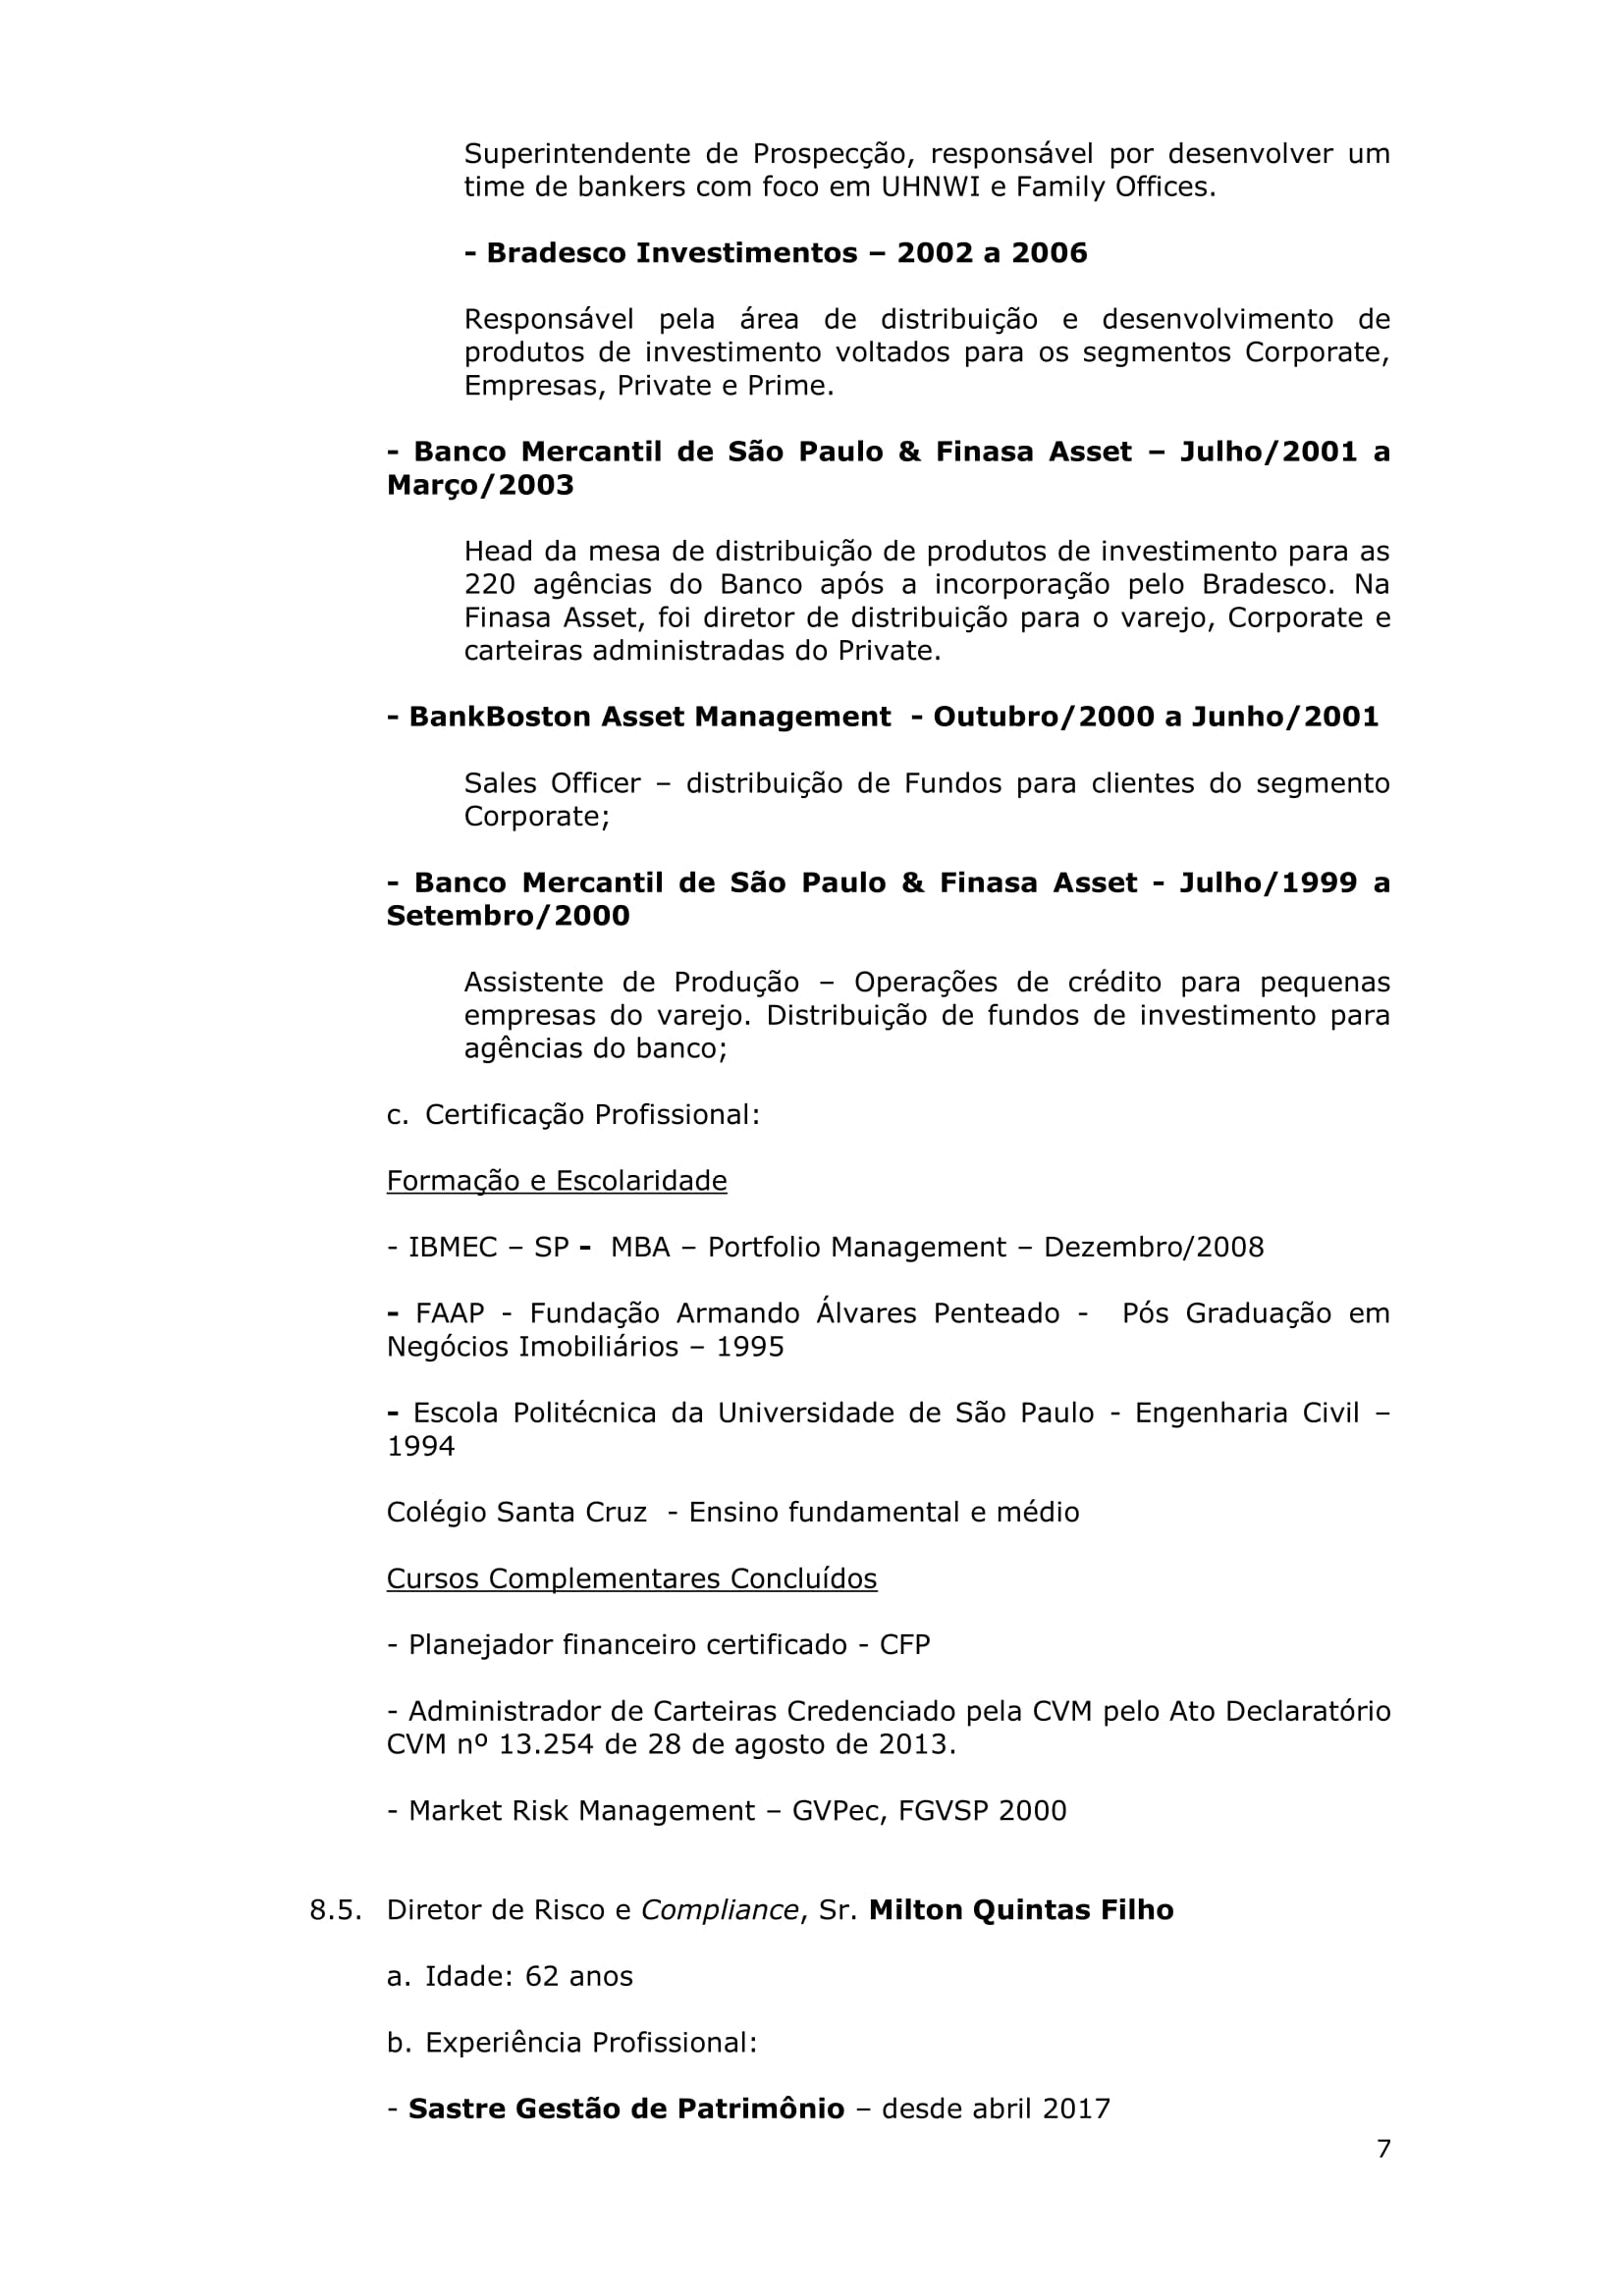 Superintendente de Prospecção, responsável por desenvolver um
time de bankers com foco em UHNWI e Family Offices.
- Bradesco Investimentos – 2002 a 2006
Responsável pela área de distribuição e desenvolvimento de
produtos de investimento voltados para os segmentos Corporate,
Empresas, Private e Prime.
- Banco Mercantil de São Paulo & Finasa Asset – Julho/2001 a
Março/2003
Head da mesa de distribuição de produtos de investimento para as
220 agências do Banco após a incorporação pelo Bradesco. Na
Finasa Asset, foi diretor de distribuição para o varejo, Corporate e
carteiras administradas do Private.
- BankBoston Asset Management  - Outubro/2000 a Junho/2001
Sales Officer – distribuição de Fundos para clientes do segmento
Corporate;
- Banco Mercantil de São Paulo & Finasa Asset - Julho/1999 a
Setembro/2000
Assistente de Produção – Operações de crédito para pequenas
empresas do varejo. Distribuição de fundos de investimento para
agências do banco;
c. Certificação Profissional:
Formação e Escolaridade
- IBMEC – SP -  MBA – Portfolio Management – Dezembro/2008
- FAAP - Fundação Armando Álvares Penteado -  Pós Graduação em
Negócios Imobiliários – 1995
- Escola Politécnica da Universidade de São Paulo - Engenharia Civil –
1994
Colégio Santa Cruz  - Ensino fundamental e médio
Cursos Complementares Concluídos
- Planejador financeiro certificado - CFP
- Administrador de Carteiras Credenciado pela CVM pelo Ato Declaratório
CVM nº 13.254 de 28 de agosto de 2013.
- Market Risk Management – GVPec, FGVSP 2000
8.5. Diretor de Risco e Compliance, Sr. Milton Quintas Filho
a. Idade: 62 anos
b. Experiência Profissional:
- Sastre Gestão de Patrimônio – desde abril 2017
7